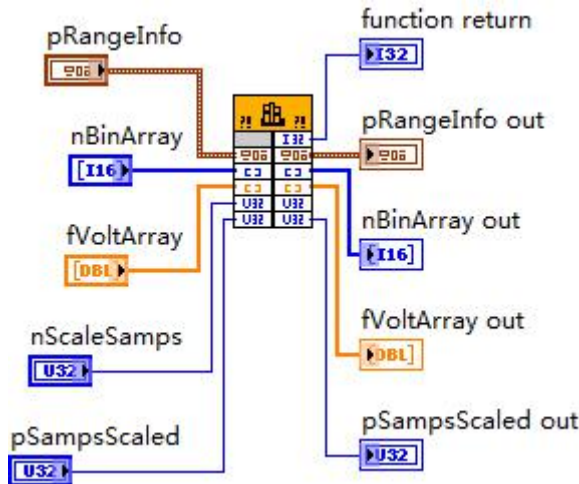 function return
pRangeInfo
I32
pRangeInfo out
nBinArray
[I16]
nBinArray out
[I16]
fVoltArray
[DBL]
fVoltArray out
DBL]
nScaleSamps
U32
pSampsScaled out
U32
pSampsScaled
U32
?!
?!
I32
U32 U32
U32 U32